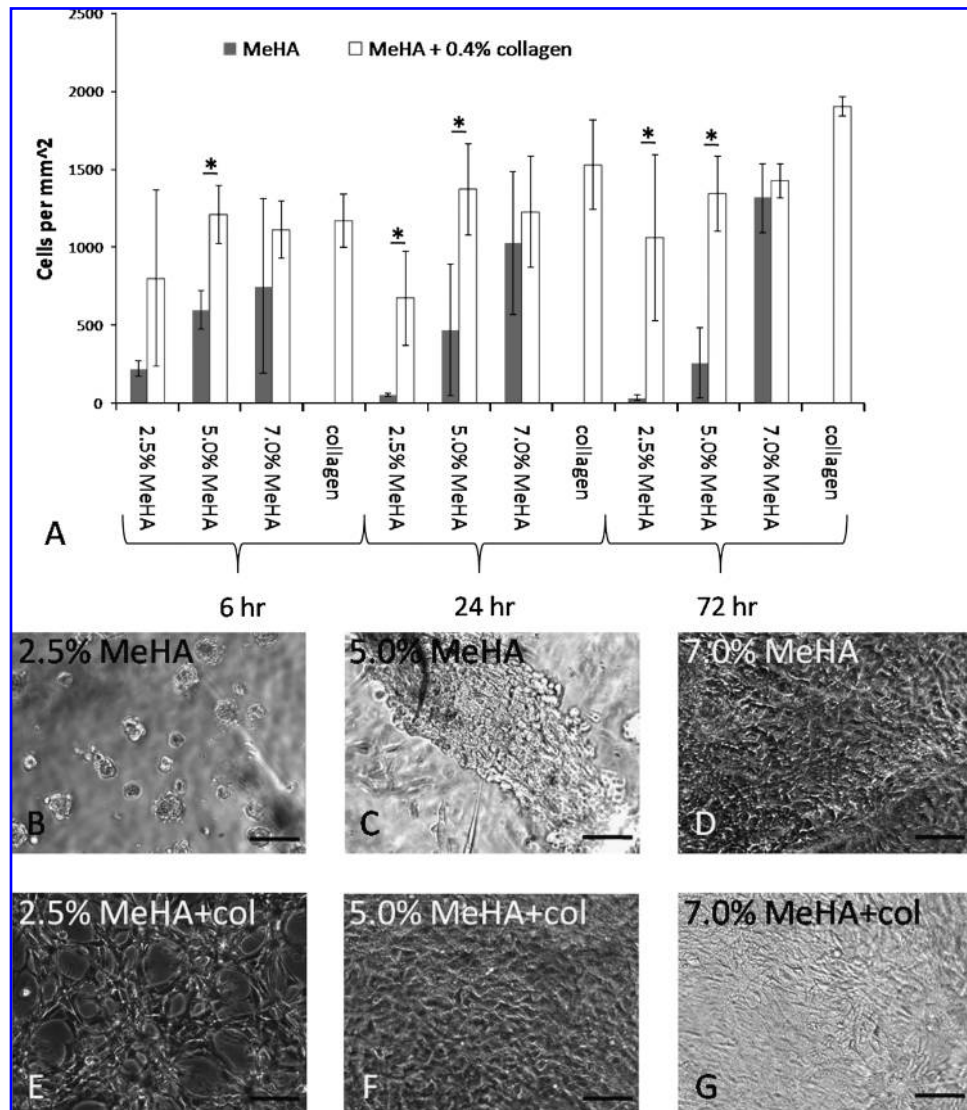 MeHA MeHA + 0.4% collagen
2500
2000
1500
1000
500
0
Cells per mm^2
* * * * *
2.5% MeHA
5.0% MeHA
7.0% MeHA
collagen
2.5% MeHA
5.0% MeHA
7.0% MeHA
collagen
2.5% MeHA
5.0% MeHA
7.0% MeHA
collagen
A
6 hr 24 hr 72 hr
2.5% MeHA
B
5.0% MeHA
C
7.0% MeHA
D
2.5% MeHA+col
E
5.0% MeHA+col
F
7.0% MeHA+col
G